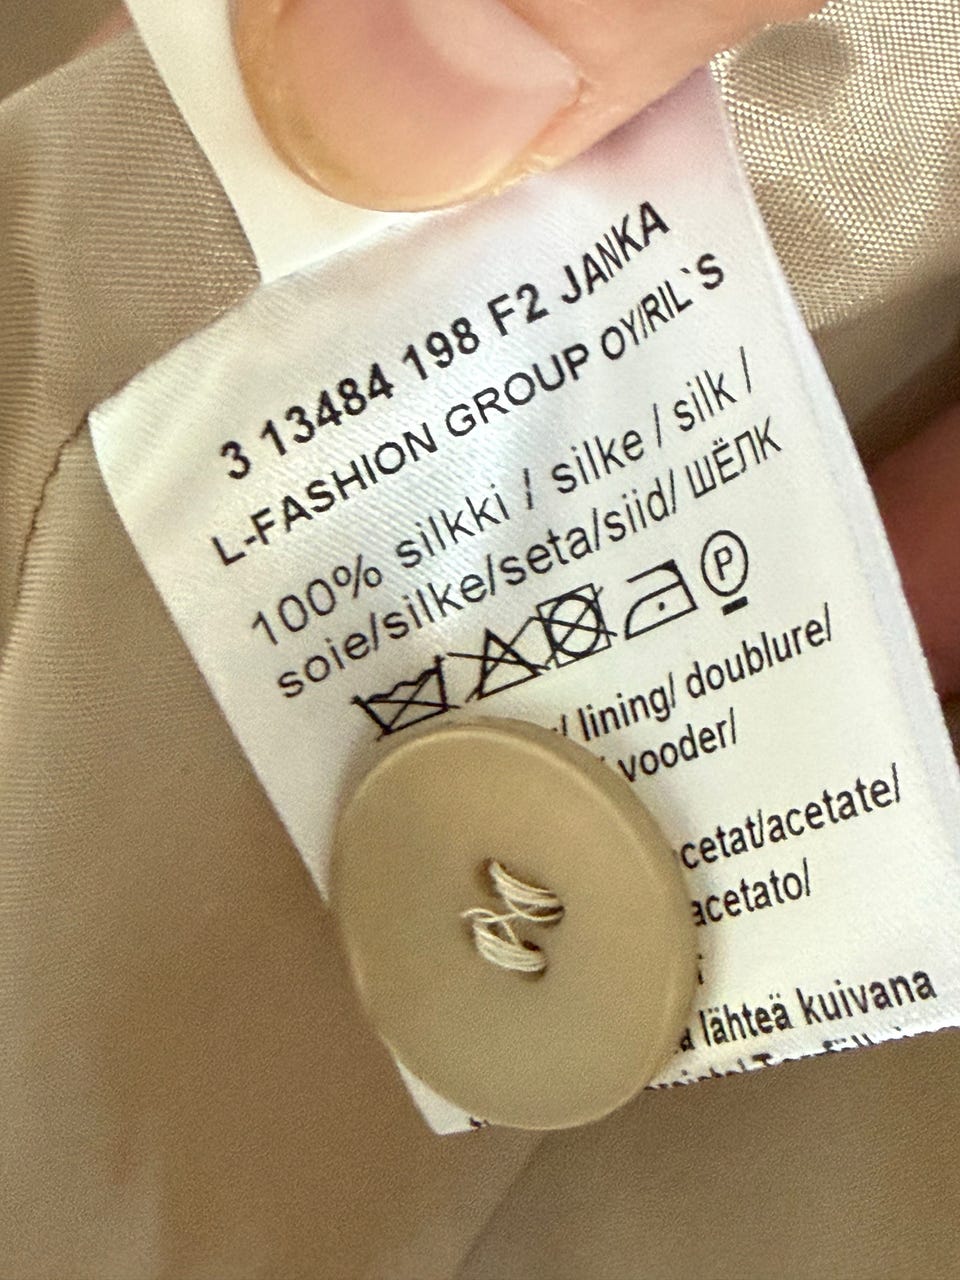 3 13484 198 F2 JANKA
L-FASHION GROUP OY/RIL`S
100% silkki / silke / silk /
soie/silke/seta/siid/ ШЁЛК
P
/ lining/ doublure/
vooder/
cetat/acetate/
acetato/
lähteä kuivana